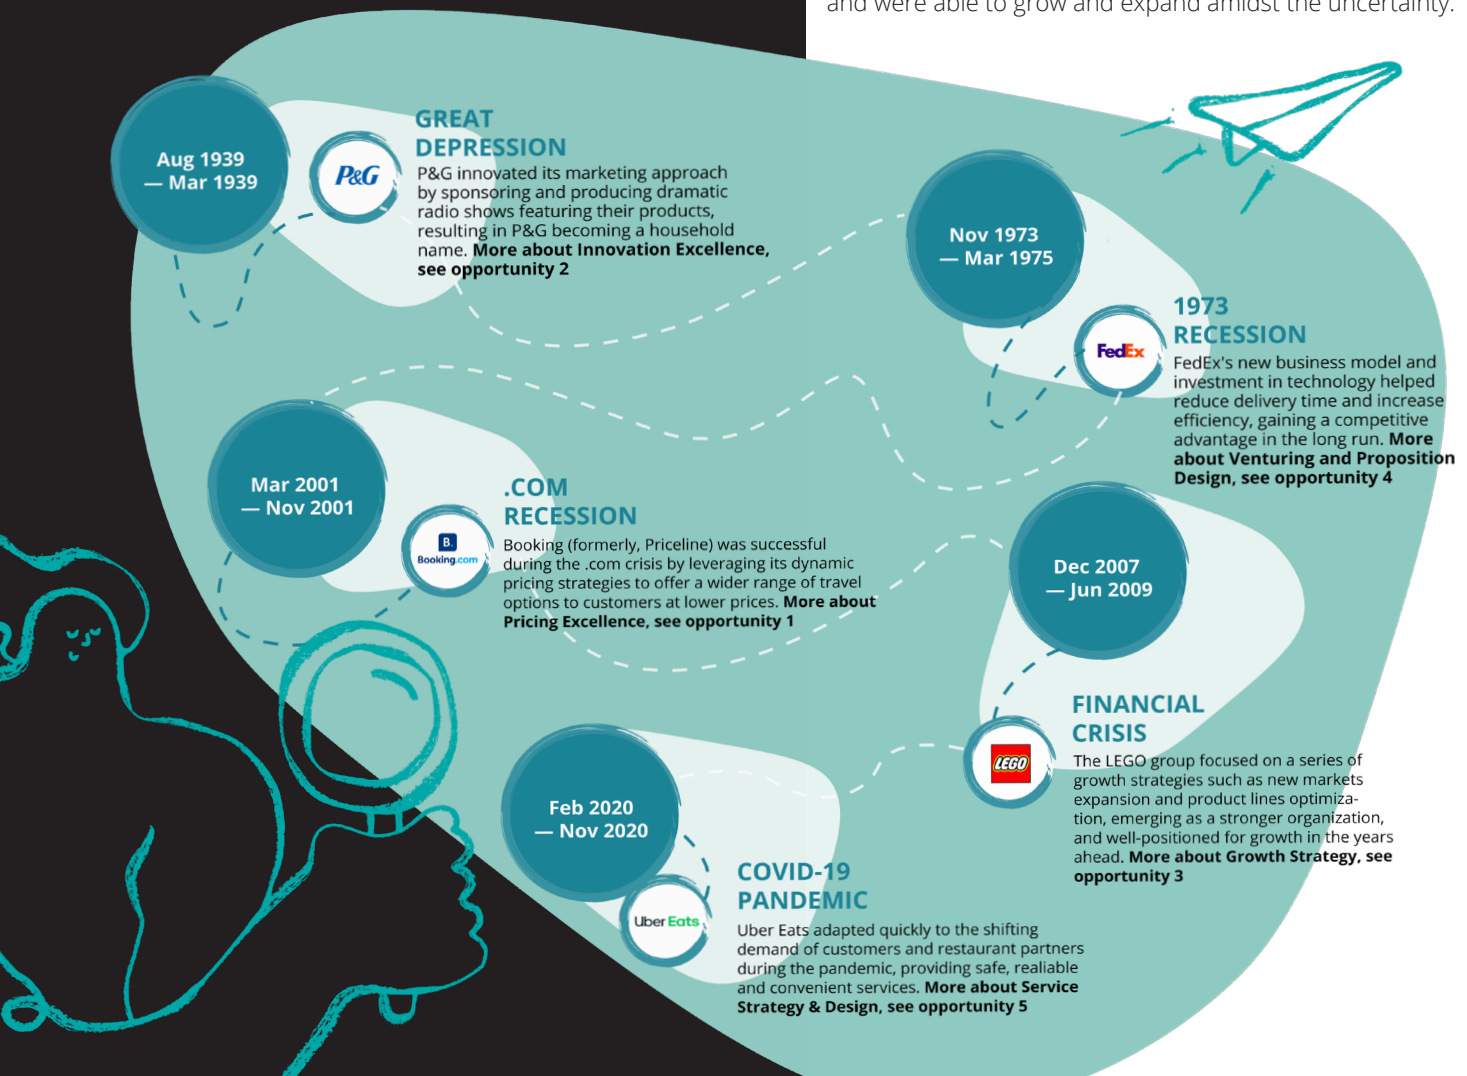 and were able to grow and expand amidst the uncertainty.
Aug 1939
— Mar 1939
P&G
GREAT
DEPRESSION
P&G innovated its marketing approach
by sponsoring and producing dramatic
radio shows featuring their products,
resulting in P&G becoming a household
name. More about Innovation Excellence,
see opportunity 2
Nov 1973
— Mar 1975
FedEx
1973
RECESSION
FedEx's new business model and
investment in technology helped
reduce delivery time and increase
efficiency, gaining a competitive
advantage in the long run. More
about Venturing and Proposition
Design, see opportunity 4
Mar 2001
— Nov 2001
B.
Booking.com
.COM
RECESSION
Booking (formerly, Priceline) was successful
during the .com crisis by leveraging its dynamic
pricing strategies to offer a wider range of travel
options to customers at lower prices. More about
Pricing Excellence, see opportunity 1
Dec 2007
— Jun 2009
LEGO
FINANCIAL
CRISIS
The LEGO group focused on a series of
growth strategies such as new markets
expansion and product lines optimiza-
tion, emerging as a stronger organization,
and well-positioned for growth in the years
ahead. More about Growth Strategy, see
opportunity 3
Feb 2020
— Nov 2020
Uber Eats
COVID-19
PANDEMIC
Uber Eats adapted quickly to the shifting
demand of customers and restaurant partners
during the pandemic, providing safe, realiable
and convenient services. More about Service
Strategy & Design, see opportunity 5